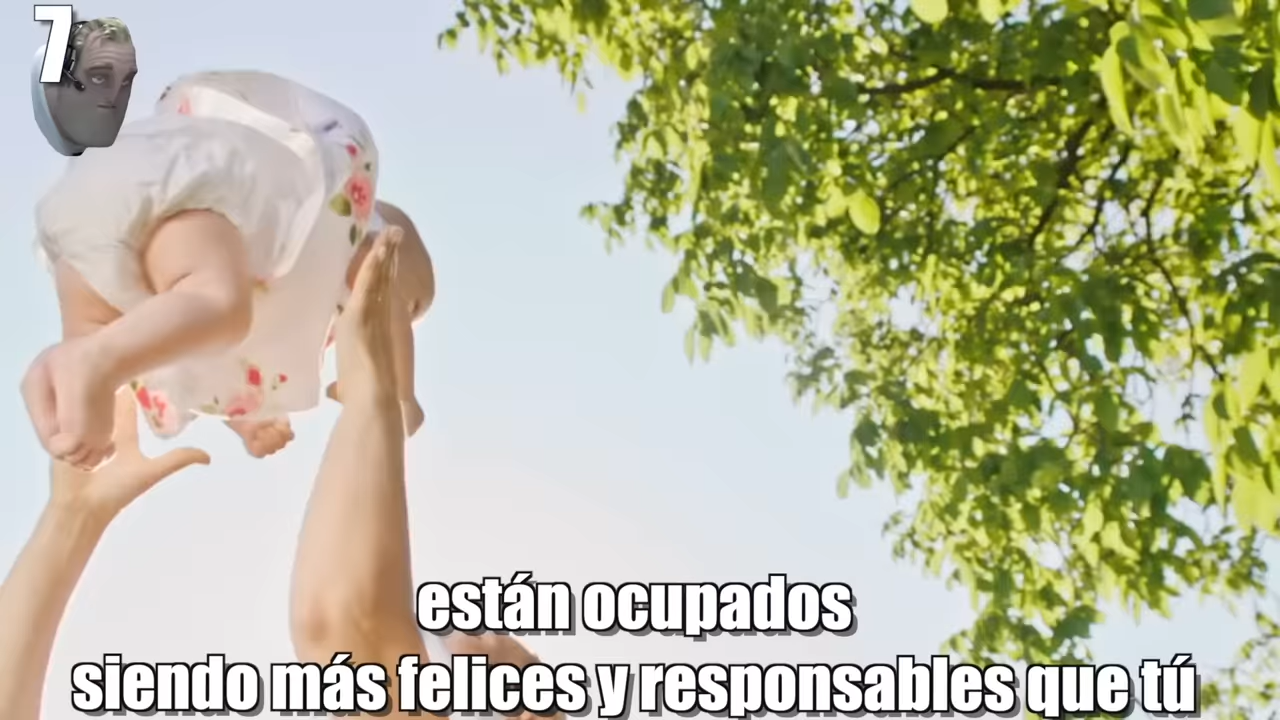 7
están ocupados
siendo más felices y responsables que tú